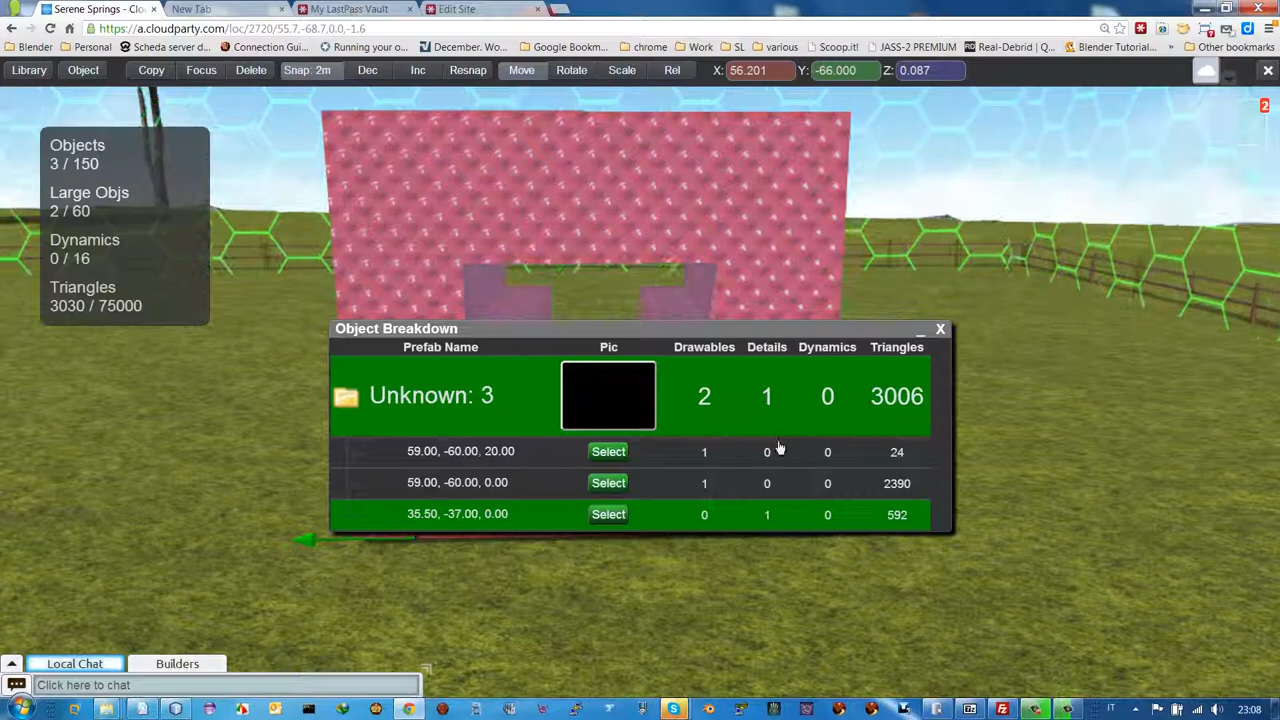 Serene Springs - Clo
New Tab
My LastPass Vault
Edit Site
https://a.cloudparty.com/loc/2720/55.7,-68.7,0.0,-1.6
Blender
Personal
Scheda server d...
Connection Gui...
Running your o...
December. Wo...
Google Bookm...
chrome
Work
SL
various
Scoop.it!
JASS-2 PREMIUM
Real-Debrid | Q...
Blender Tutorial...
Other bookmarks
Library
Object
Copy
Focus
Delete
Snap: 2m
Dec
Inc
Resnap
Move
Rotate
Scale
Rel
X: 56.201
Y: -66.000
Z: 0.087
X
2
Objects
3 / 150
Large Objs
2 / 60
Dynamics
0 / 16
Triangles
3030 / 75000
Object Breakdown
_ X
Prefab Name Pic Drawables Details Dynamics Triangles
Unknown: 3 2 1 0 3006
59.00, -60.00, 20.00 Select 1 0 0 24
59.00, -60.00, 0.00 Select 1 0 0 2390
35.50, -37.00, 0.00 Select 0 1 0 592
Local Chat
Builders
Click here to chat
IT
23:08